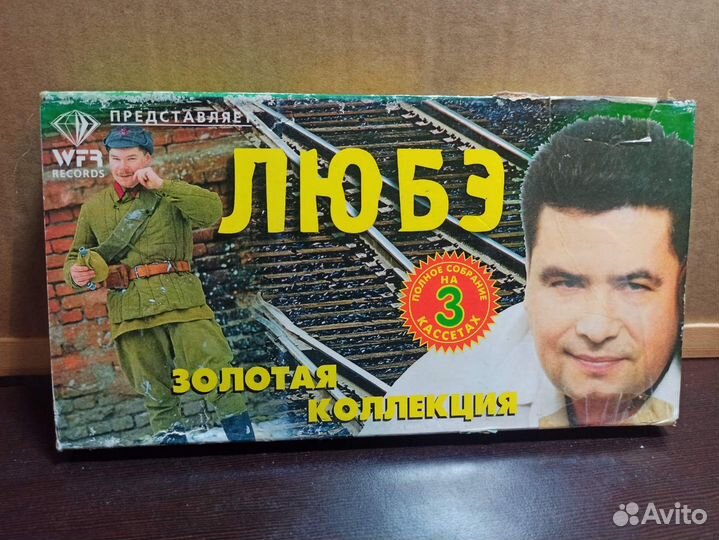 ПРЕДСТАВЛЯЕТ
WFR
RECORDS
ЛЮБЭ
ПОЛНОЕ СОБРАНИЕ
НА
3
КАССЕТАХ
ЗОЛОТАЯ
КОЛЛЕКЦИЯ
Avito